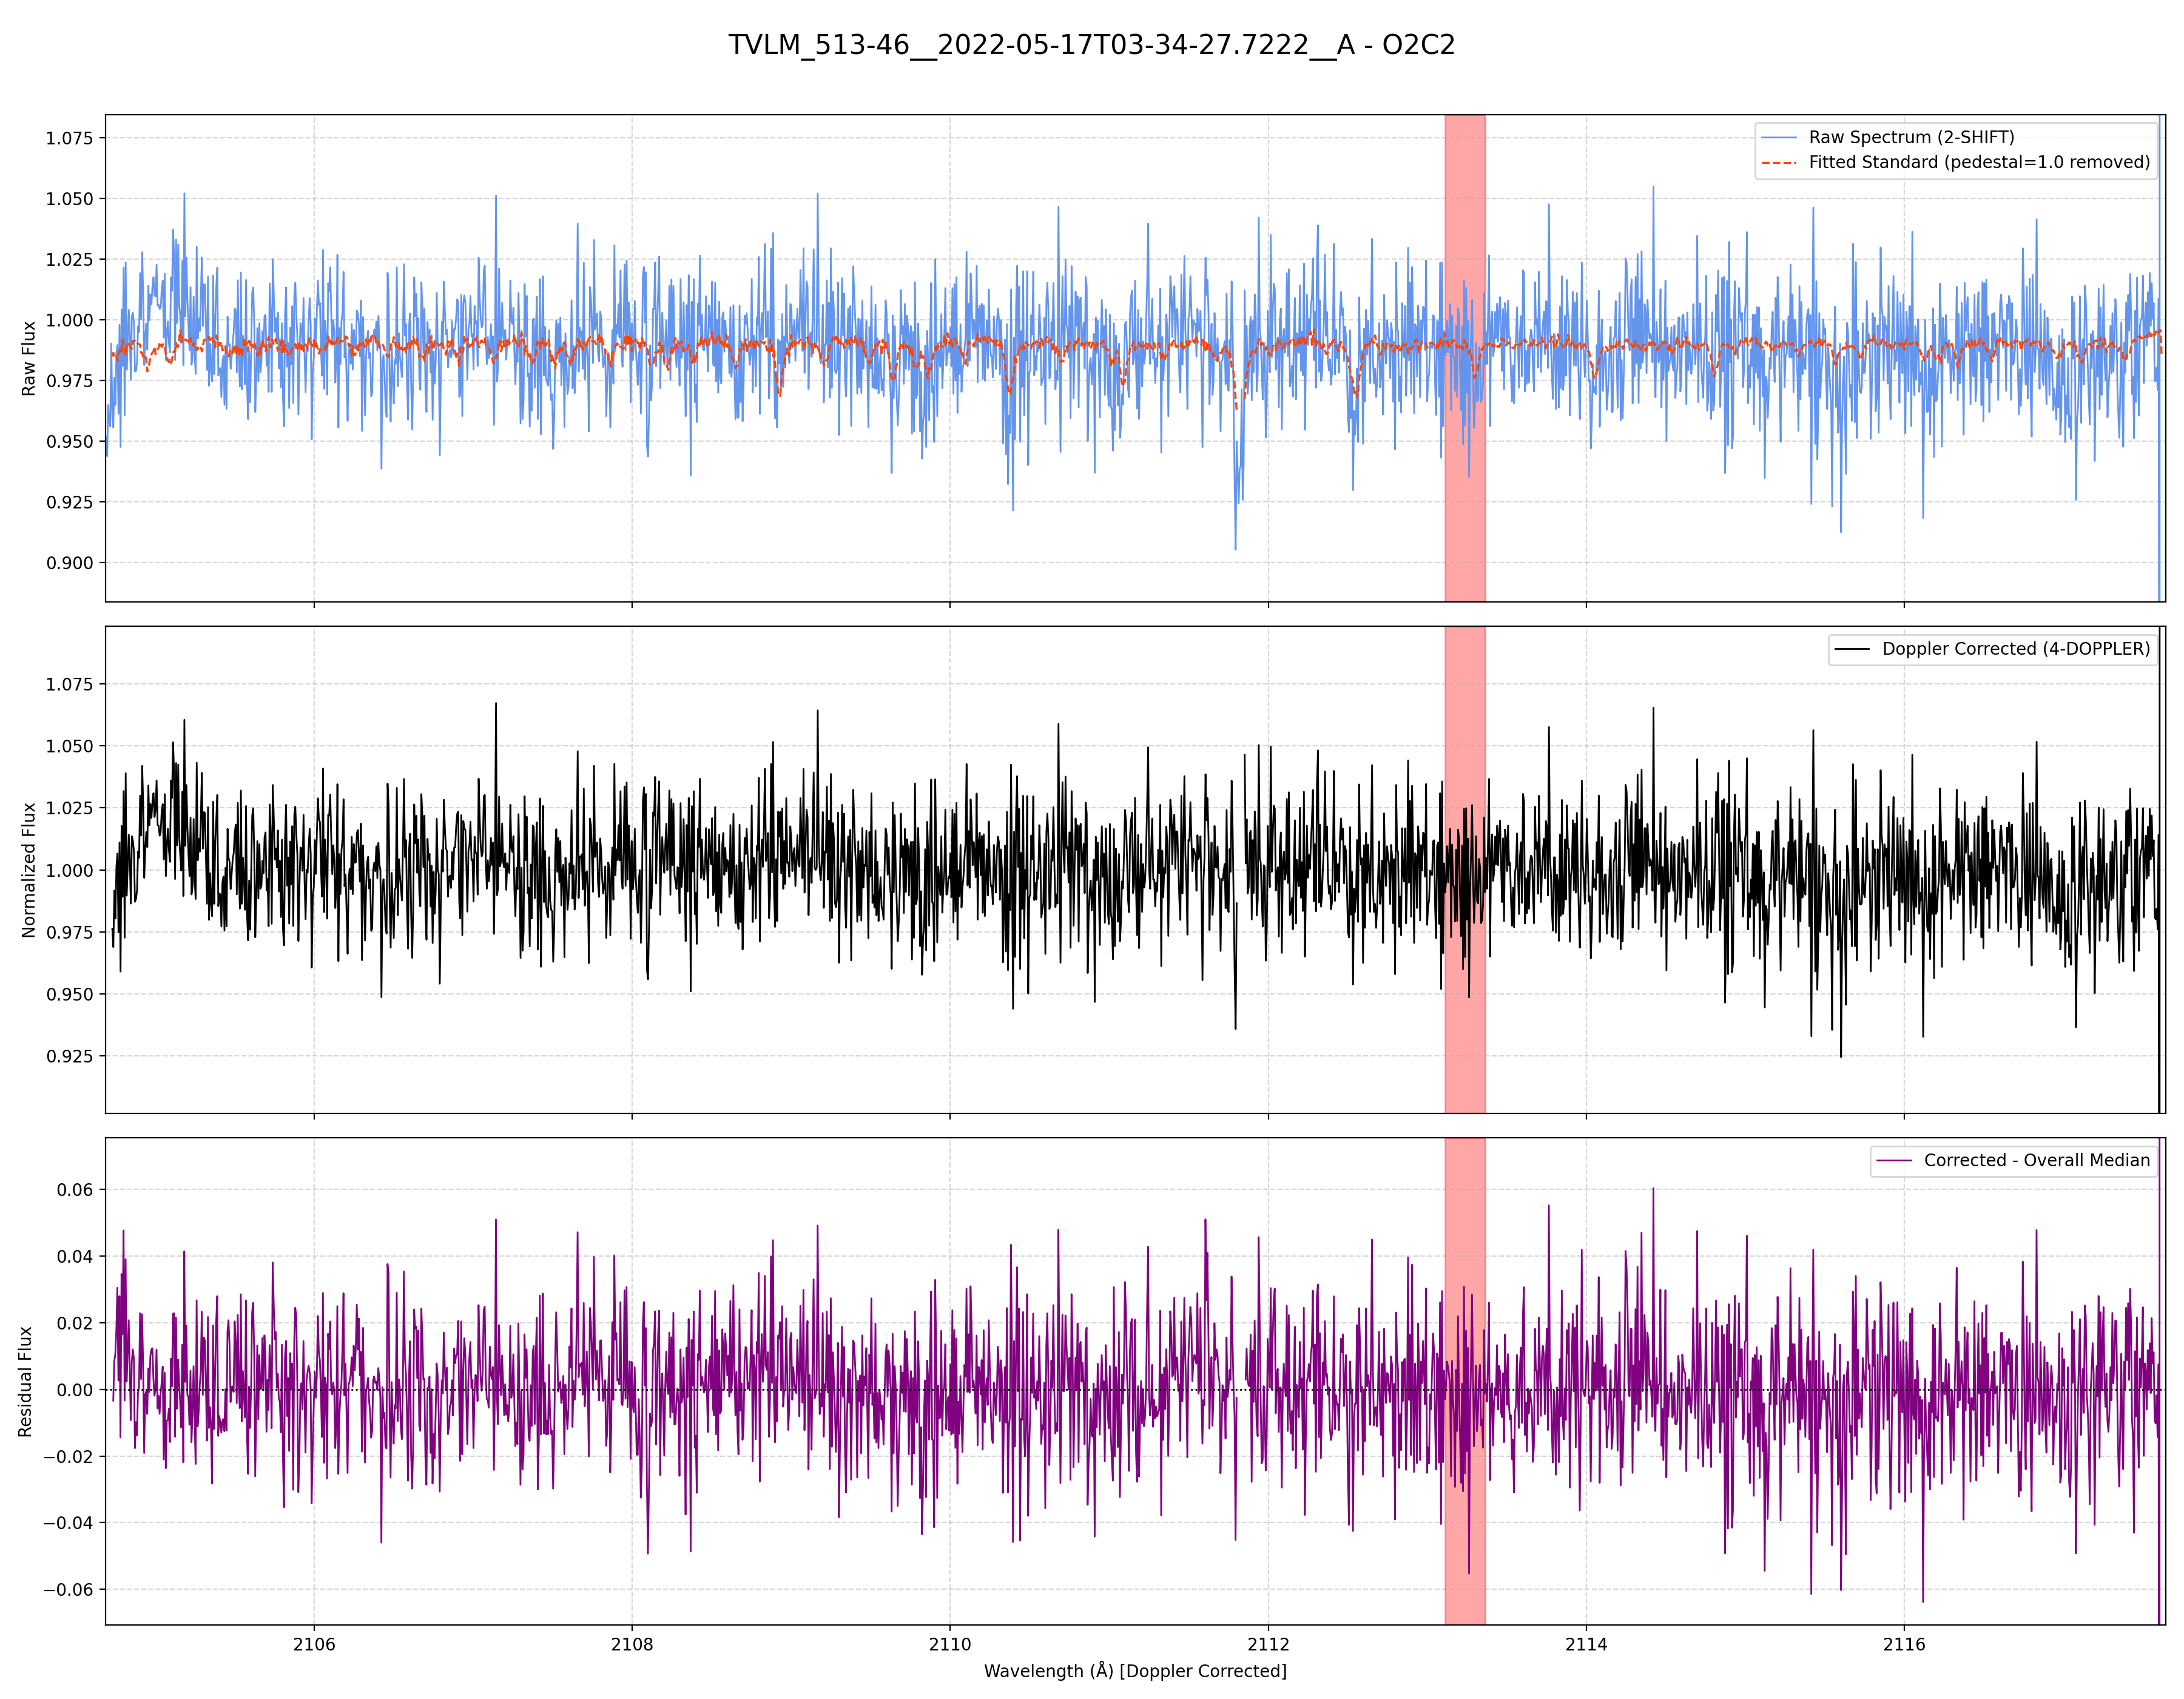 TVLM_513-46__2022-05-17T03-34-27.7222__A - O2C2
Raw Flux
1.075
1.050
1.025
1.000
0.975
0.950
0.925
0.900
Raw Spectrum (2-SHIFT)
Fitted Standard (pedestal=1.0 removed)
Normalized Flux
1.075
1.050
1.025
1.000
0.975
0.950
0.925
Doppler Corrected (4-DOPPLER)
Residual Flux
0.06
0.04
0.02
0.00
−0.02
−0.04
−0.06
Corrected - Overall Median
2106 2108 2110 2112 2114 2116
Wavelength (Å) [Doppler Corrected]